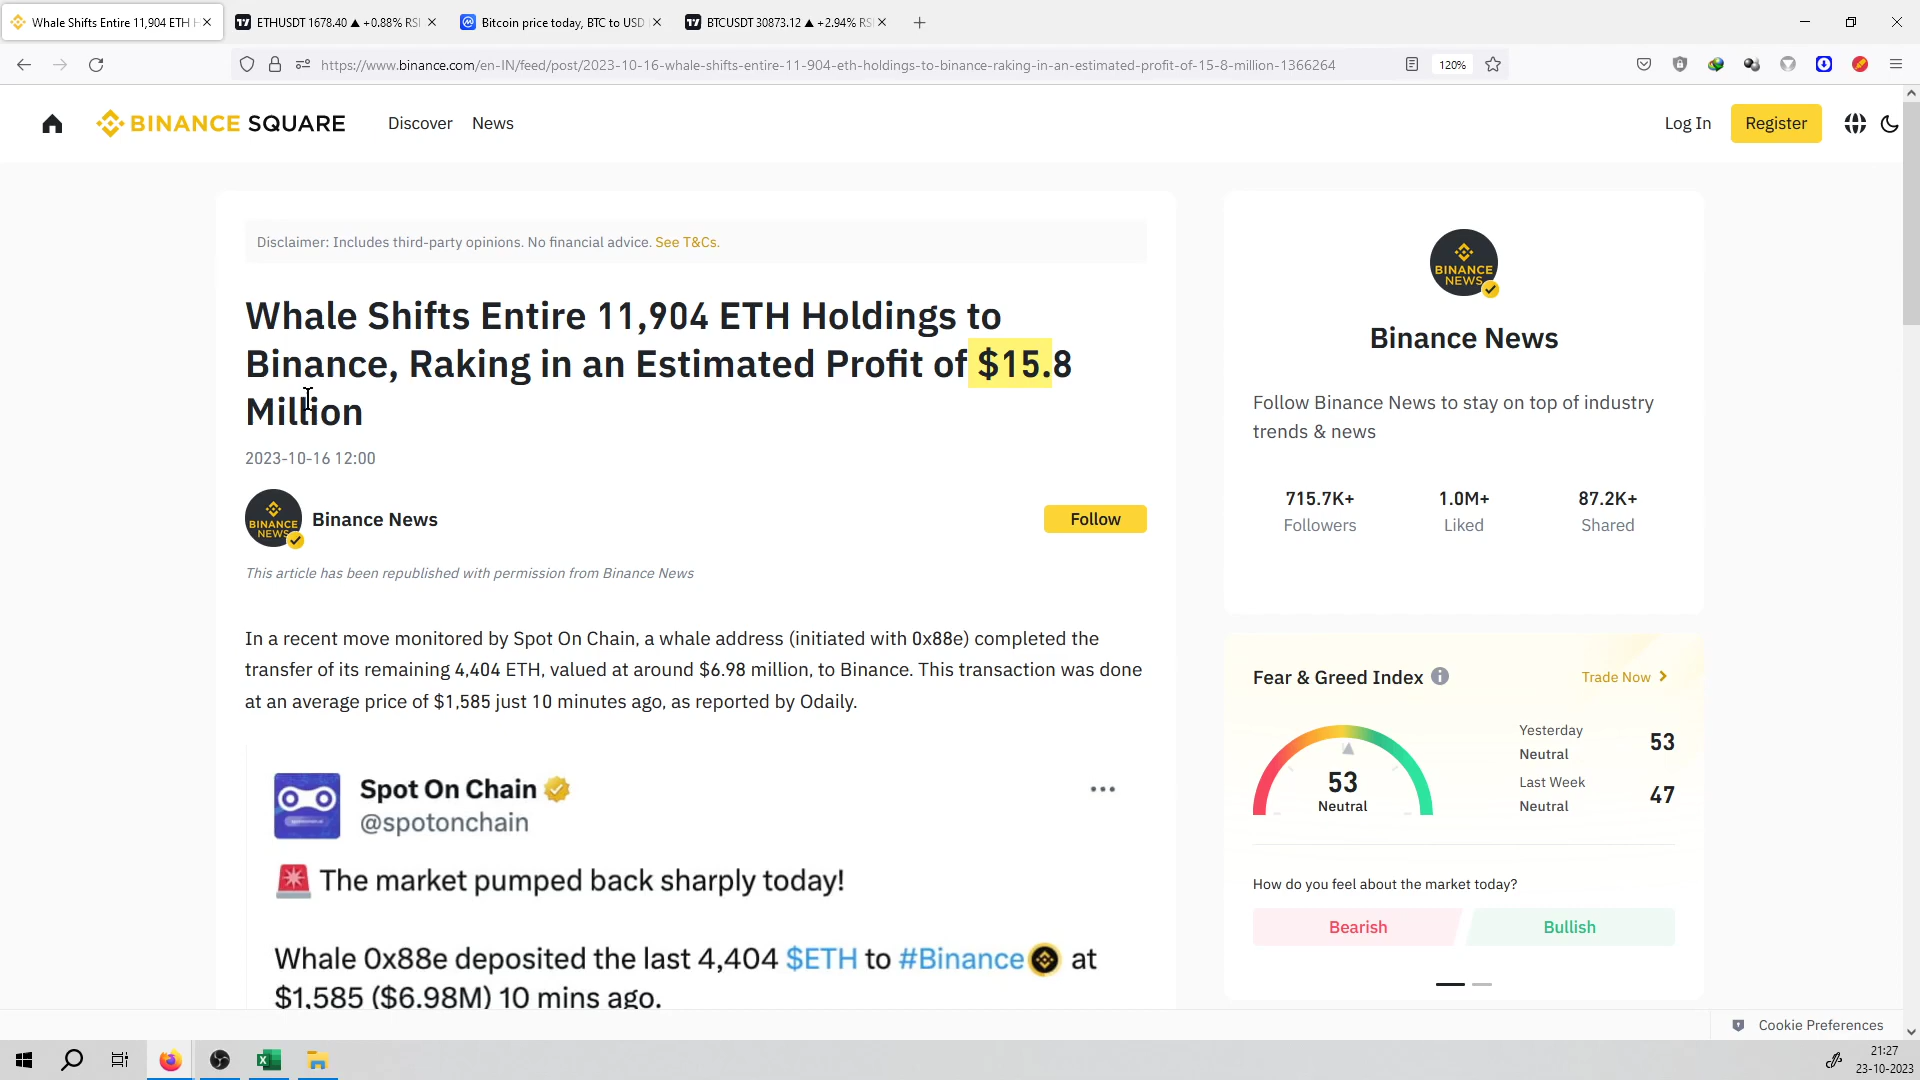 Whale Shifts Entire 11,904 ETH H
ETHUSDT 1678.40 ▲ +0.88% RS
Bitcoin price today, BTC to USD
BTCUSDT 30873.12 ▲ +2.94% RS
https://www.binance.com/en-IN/feed/post/2023-10-16-whale-shifts-entire-11-904-eth-holdings-to-binance-raking-in-an-estimated-profit-of-15-8-million-1366264
120%
BINANCE SQUARE
Discover
News
Log In
Register
Disclaimer: Includes third-party opinions. No financial advice. See T&Cs.
Whale Shifts Entire 11,904 ETH Holdings to
Binance, Raking in an Estimated Profit of $15.8
Million
2023-10-16 12:00
BINANCE
NEWS
Binance News
Follow
This article has been republished with permission from Binance News
In a recent move monitored by Spot On Chain, a whale address (initiated with 0x88e) completed the
transfer of its remaining 4,404 ETH, valued at around $6.98 million, to Binance. This transaction was done
at an average price of $1,585 just 10 minutes ago, as reported by Odaily.
Spot On Chain
@spotonchain
The market pumped back sharply today!
Whale 0x88e deposited the last 4,404 $ETH to #Binance at
$1,585 ($6.98M) 10 mins ago.
BINANCE
NEWS
Binance News
Follow Binance News to stay on top of industry
trends & news
715.7K+
Followers
1.0M+
Liked
87.2K+
Shared
Fear & Greed Index
Trade Now
53
Neutral
Yesterday
Neutral
53
Last Week
Neutral
47
How do you feel about the market today?
Bearish
Bullish
Cookie Preferences
21:27
23-10-2023